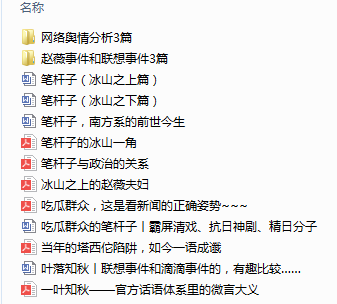 名称
网络舆情分析3篇
赵薇事件和联想事件3篇
笔杆子（冰山之上篇）
笔杆子（冰山之下篇）
笔杆子，南方系的前世今生
笔杆子的冰山一角
笔杆子与政治的关系
冰山之上的赵薇夫妇
吃瓜群众，这是看新闻的正确姿势~~~
吃瓜群众的笔杆子丨霸屏清戏、抗日神剧、精日分子
当年的塔西佗陷阱，如今一语成谶
叶落知秋丨联想事件和滴滴事件的，有趣比较……
一叶知秋——官方话语体系里的微言大义